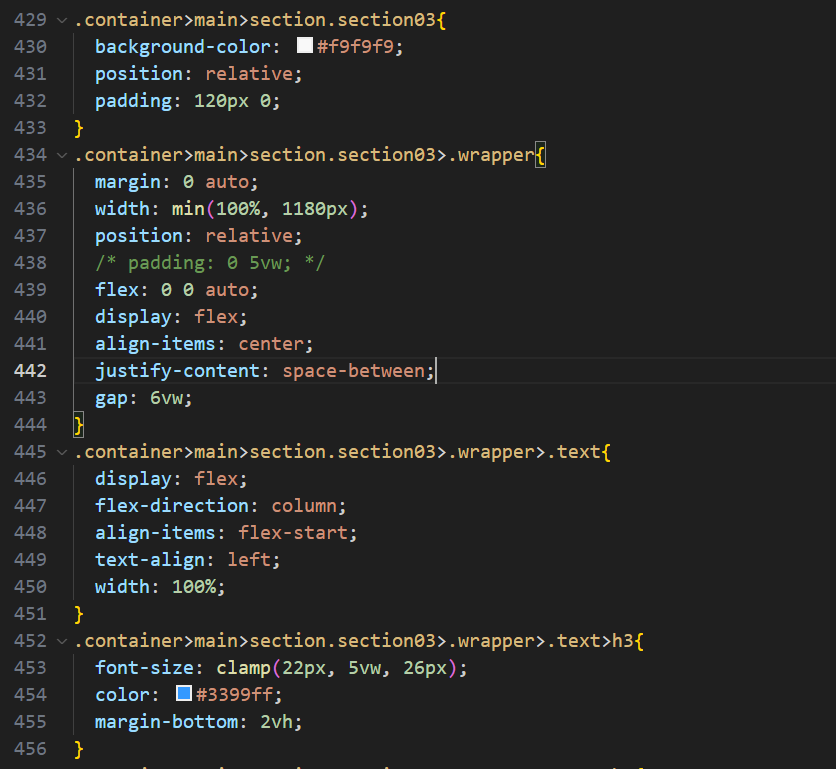 429 .container>main>section.section03{
430 background-color: #f9f9f9;
431 position: relative;
432 padding: 120px 0;
433 }
434 .container>main>section.section03>.wrapper{
435 margin: 0 auto;
436 width: min(100%, 1180px);
437 position: relative;
438 /* padding: 0 5vw; */
439 flex: 0 0 auto;
440 display: flex;
441 align-items: center;
442 justify-content: space-between;
443 gap: 6vw;
444 }
445 .container>main>section.section03>.wrapper>.text{
446 display: flex;
447 flex-direction: column;
448 align-items: flex-start;
449 text-align: left;
450 width: 100%;
451 }
452 .container>main>section.section03>.wrapper>.text>h3{
453 font-size: clamp(22px, 5vw, 26px);
454 color: #3399ff;
455 margin-bottom: 2vh;
456 }